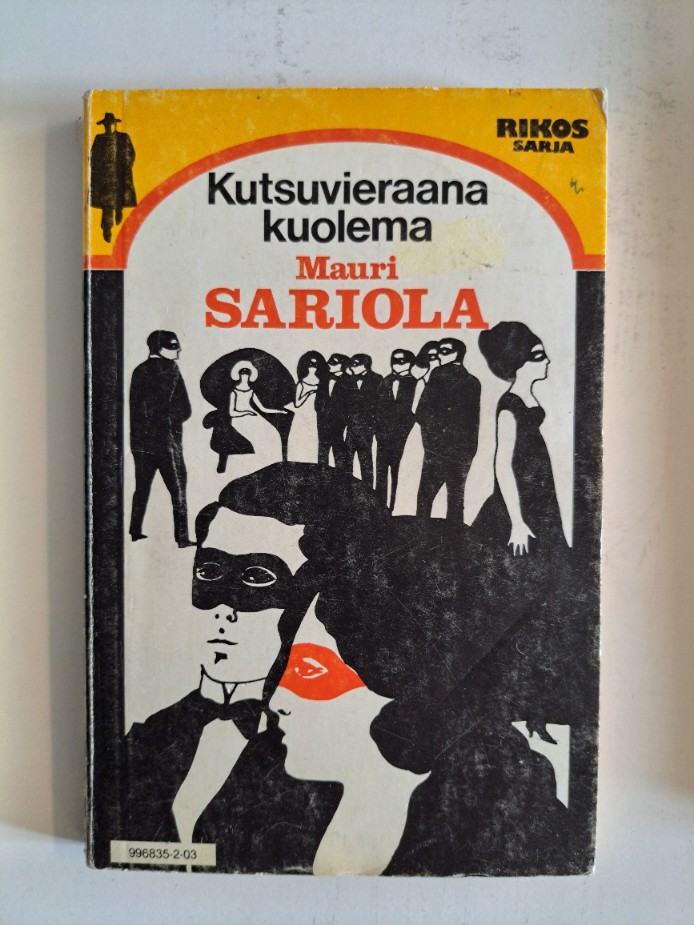 RIKOS
SARJA
Kutsuvieraana
kuolema
Mauri
SARIOLA
996835-2-03